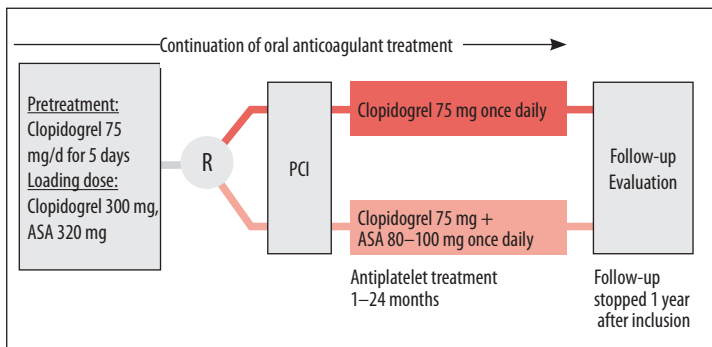 Continuation of oral anticoagulant treatment
Pretreatment:
Clopidogrel 75
mg/d for 5 days
Loading dose:
Clopidogrel 300 mg,
ASA 320 mg
R
PCI
Clopidogrel 75 mg once daily
Clopidogrel 75 mg +
ASA 80–100 mg once daily
Antiplatelet treatment
1–24 months
Follow-up
Evaluation
Follow-up
stopped 1 year
after inclusion